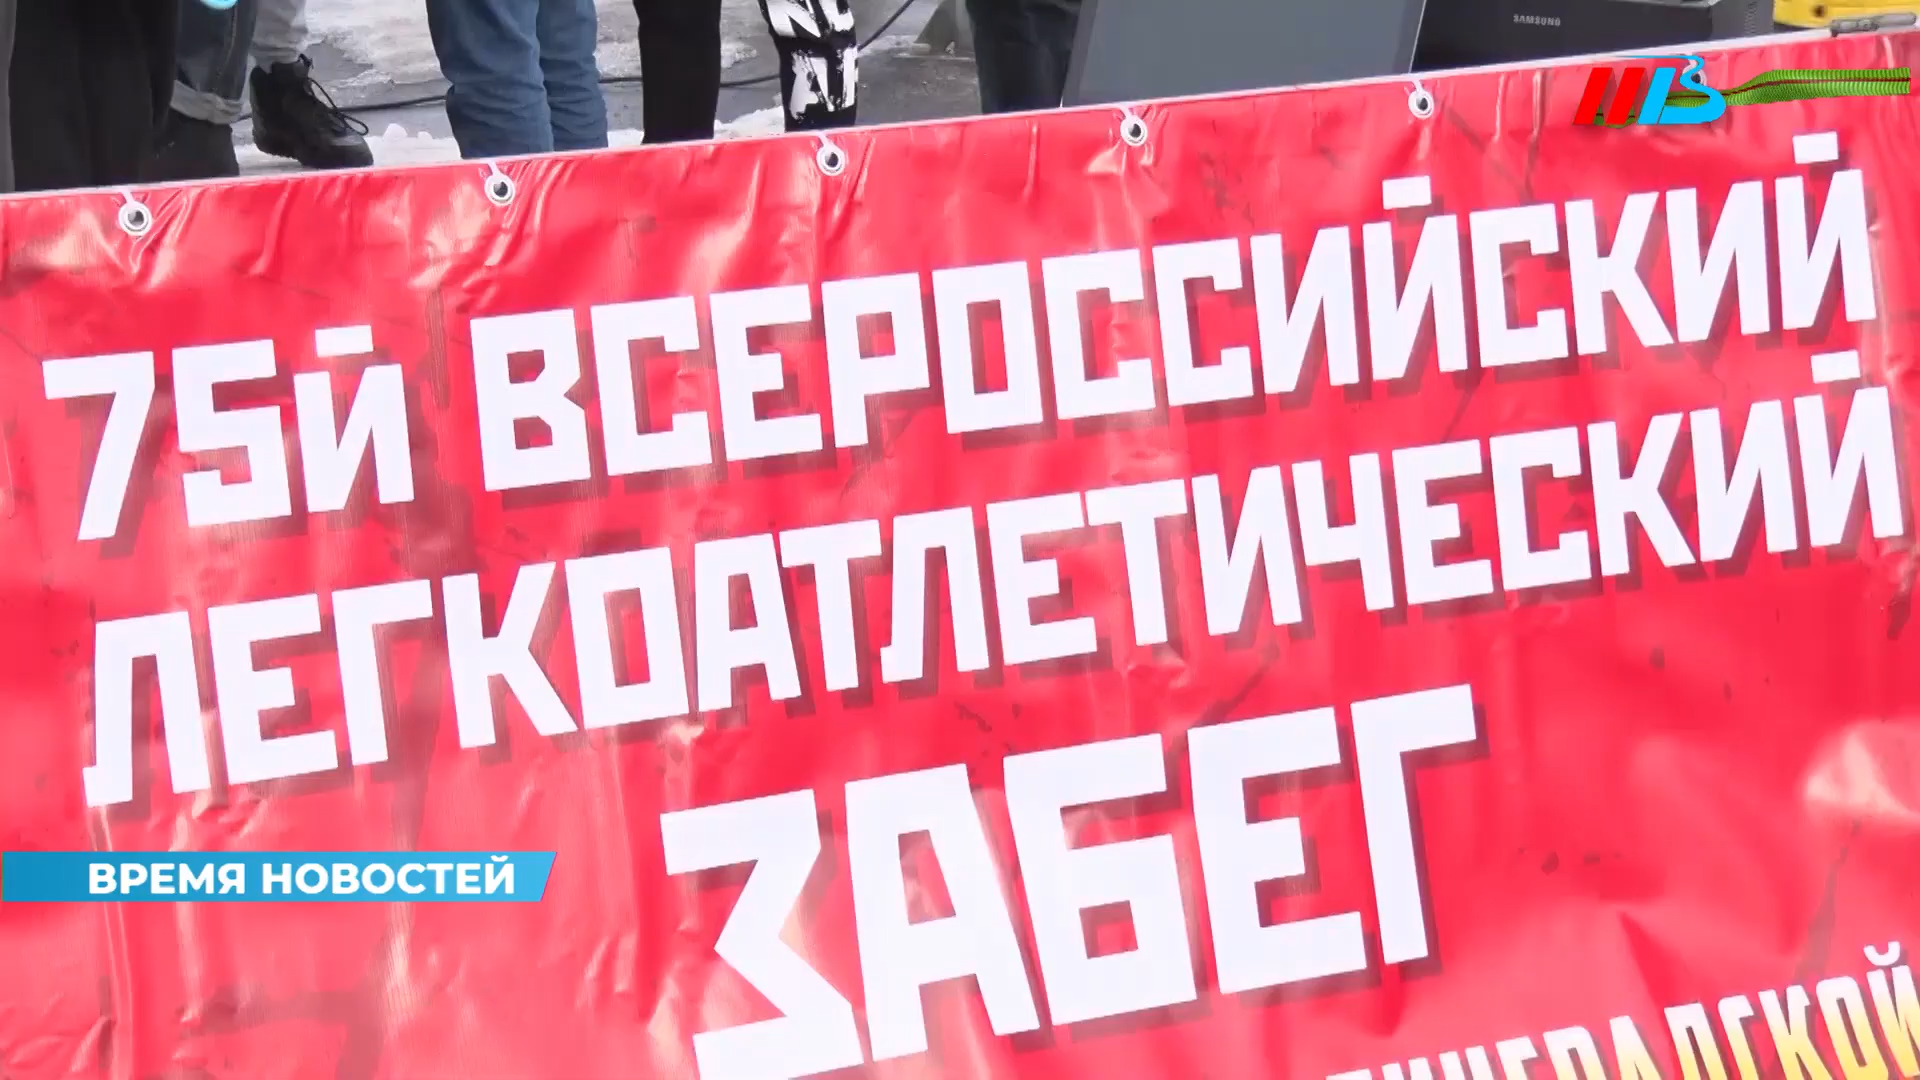 SAMSUNG
75й ВСЕРОССИЙСКИЙ
ЛЕГКОАТЛЕТИЧЕСКИЙ
ЗАБЕГ
ВРЕМЯ НОВОСТЕЙ